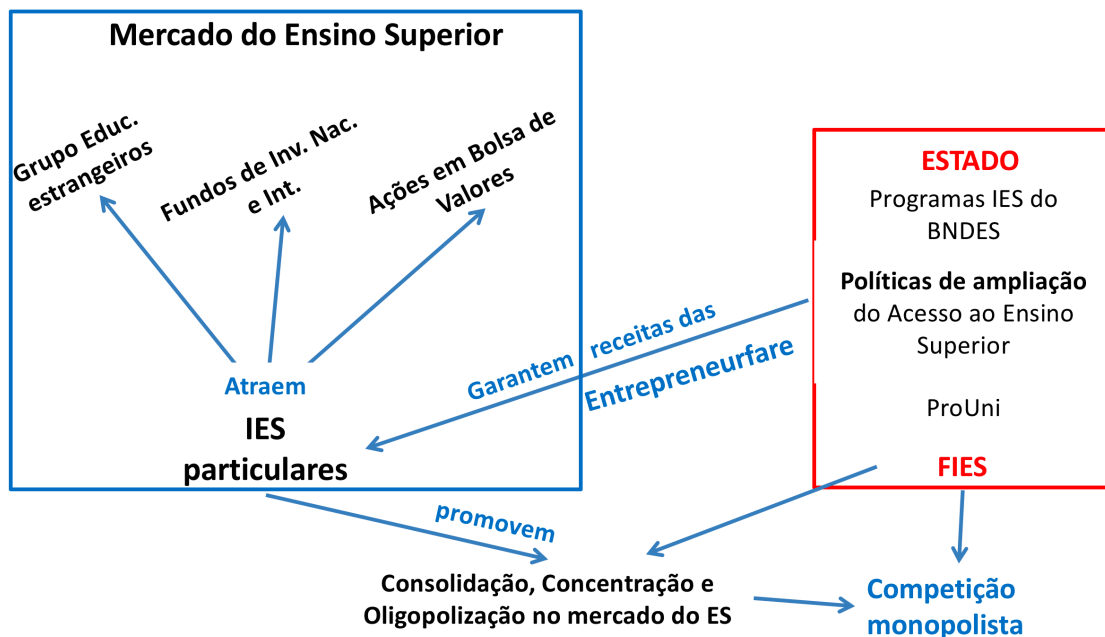 Mercado do Ensino Superior
Grupo Educ.
estrangeiros
Fundos de Inv. Nac.
e Int.
Ações em Bolsa de
Valores
Atraem
IES
particulares
Garantem receitas das
Entrepreneurfare
ESTADO
Programas IES do
BNDES
Políticas de ampliação
do Acesso ao Ensino
Superior
ProUni
FIES
promovem
Consolidação, Concentração e
Oligopolização no mercado do ES
Competição
monopolista